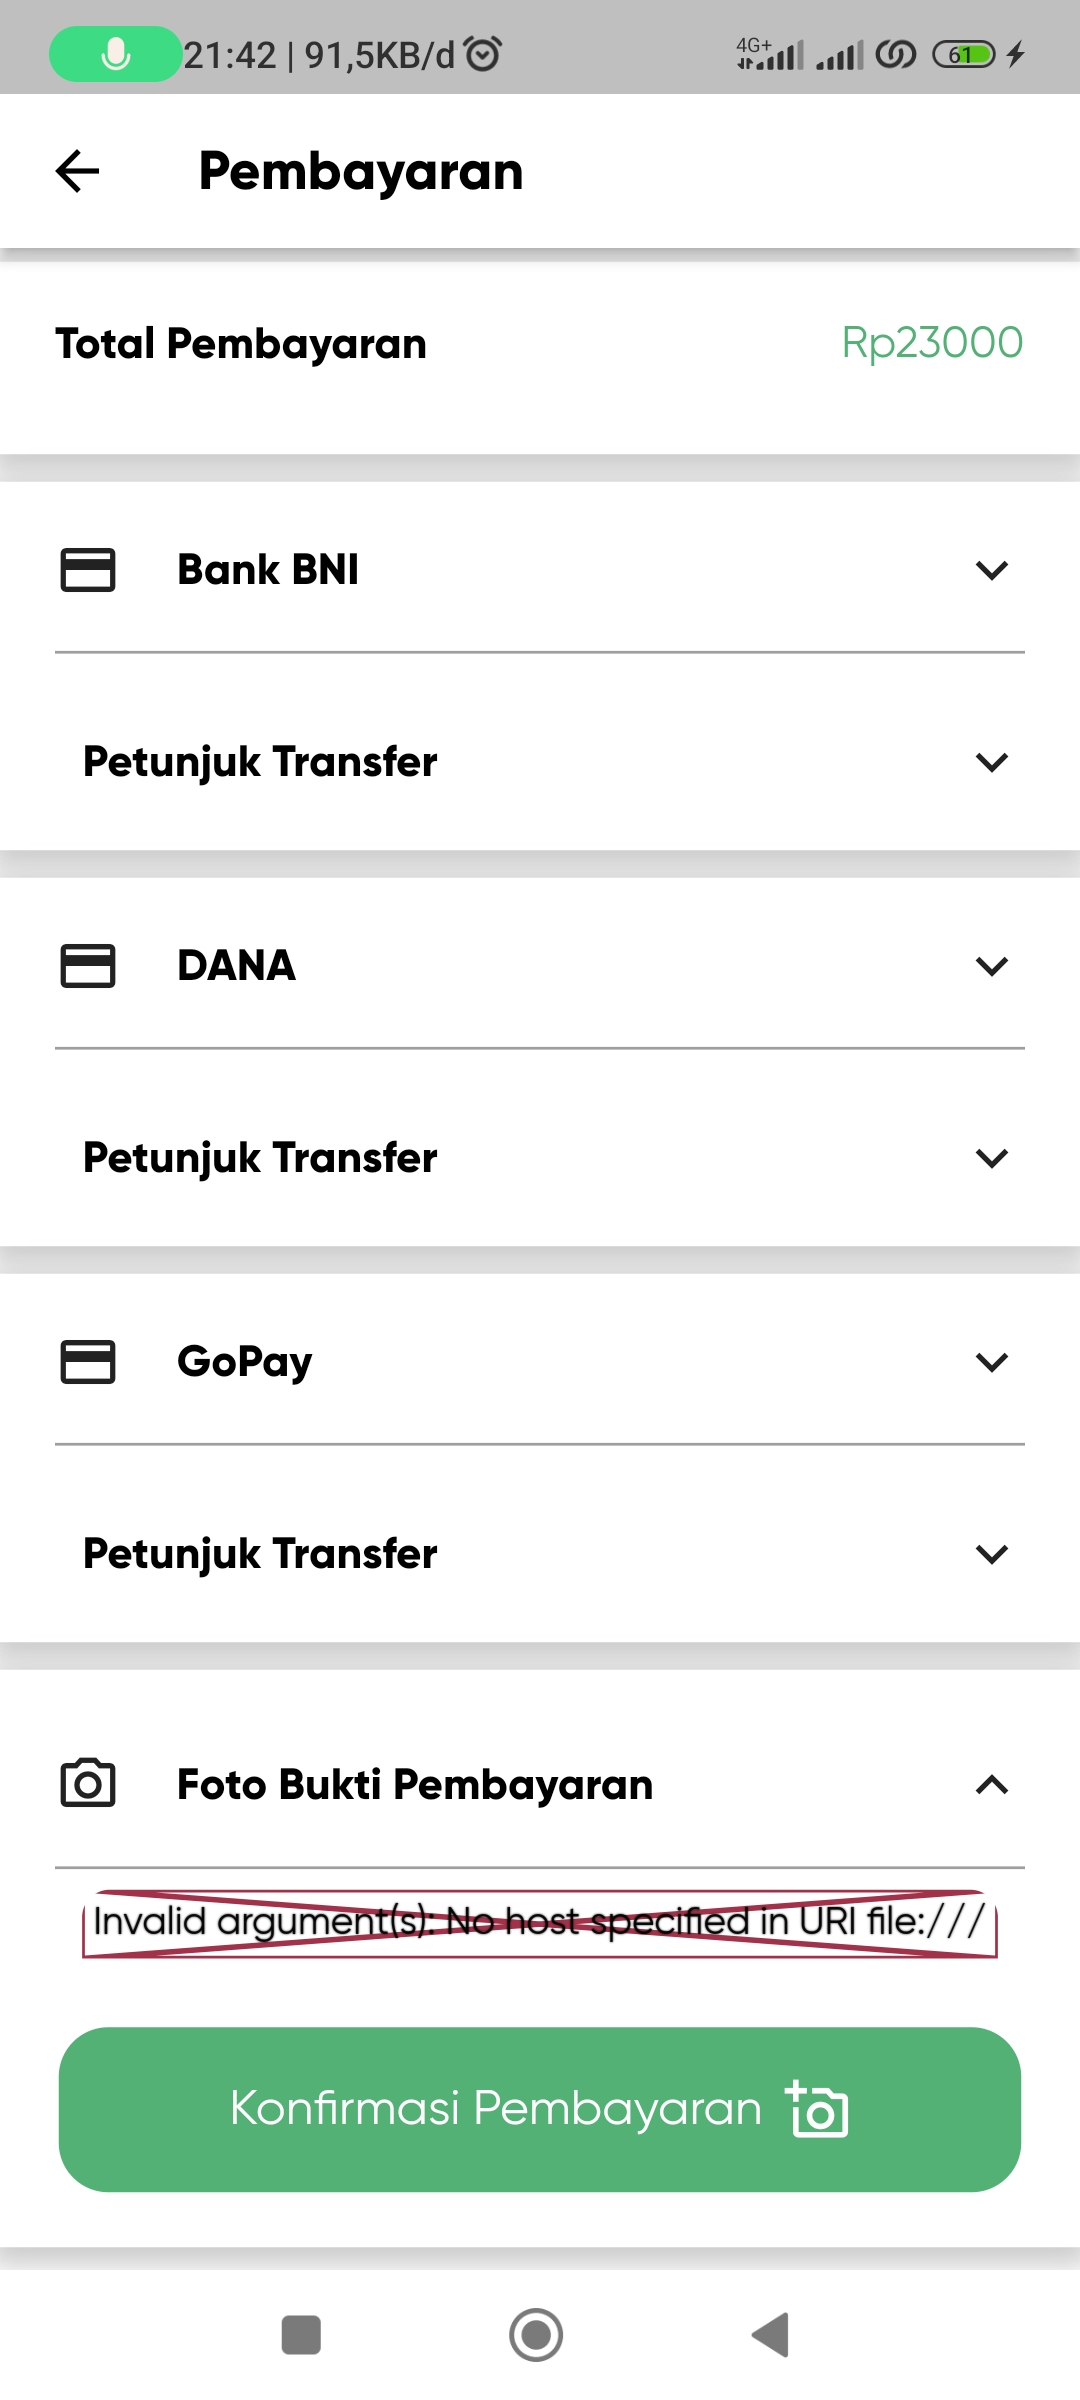 21:42 | 91,5KB/d
4G+
61
Pembayaran
Total Pembayaran
Rp23000
Bank BNI
Petunjuk Transfer
DANA
Petunjuk Transfer
GoPay
Petunjuk Transfer
Foto Bukti Pembayaran
Invalid argument(s): No host specified in URI file:///
Konfirmasi Pembayaran